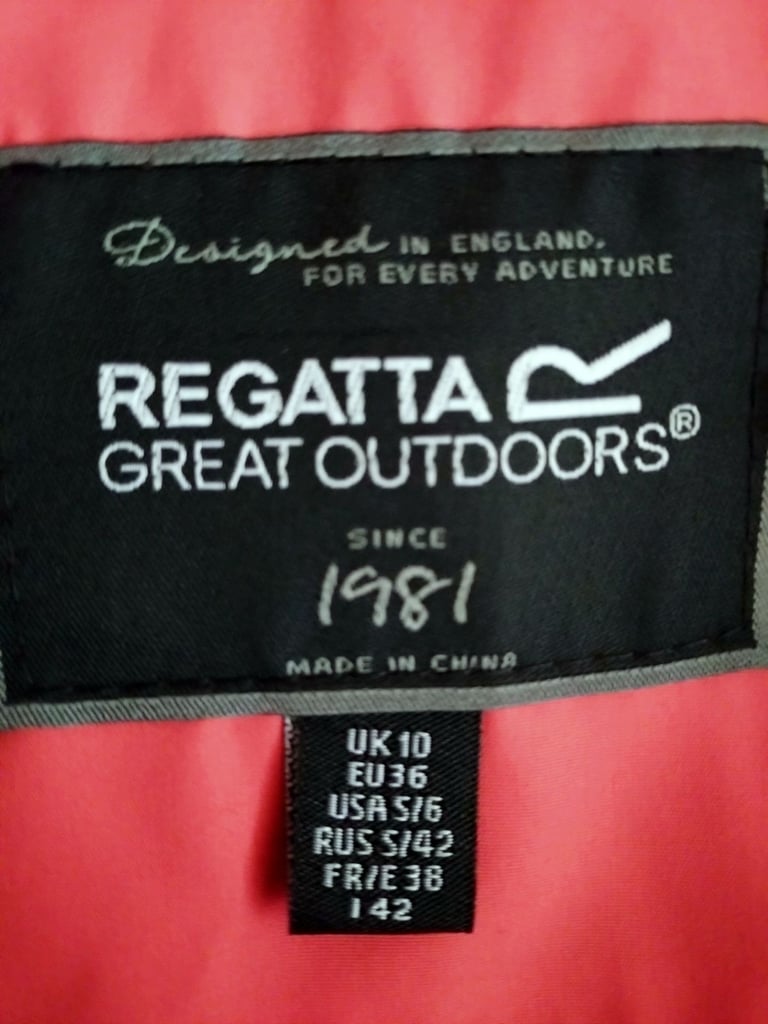 Designed IN ENGLAND.
FOR EVERY ADVENTURE
REGATTA R
GREAT OUTDOORS®
SINCE
1981
MADE IN CHINA
UK 10
EU 36
USA S/6
RUS S/42
FR/E 38
I 42